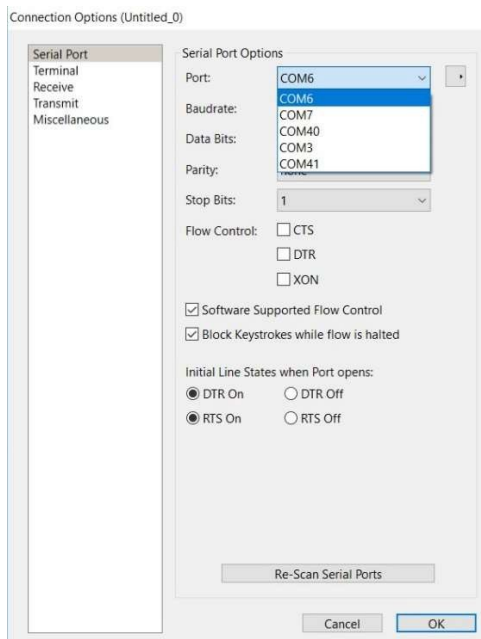 Connection Options (Untitled_0)
Serial Port
Terminal
Receive
Transmit
Miscellaneous
Serial Port Options
Port: COM6
COM6
COM7
COM40
COM3
COM41
Baudrate:
Data Bits:
Parity:
Stop Bits: 1
Flow Control: CTS
DTR
XON
Software Supported Flow Control
Block Keystrokes while flow is halted
Initial Line States when Port opens:
DTR On DTR Off
RTS On RTS Off
Re-Scan Serial Ports
Cancel OK